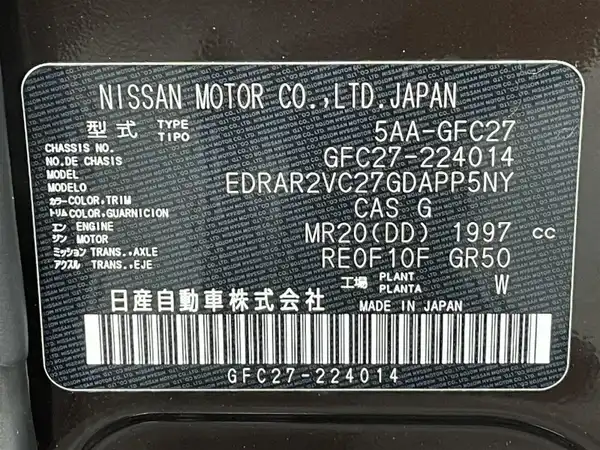 NISSAN MOTOR CO.,LTD.JAPAN
型式 TYPE TIPO 5AA-GFC27
CHASSIS NO. NO.DE CHASIS GFC27-224014
MODEL MODELO EDRAR2VC27GDAPP5NY
カラー COLOR,TRIM トリム COLOR,GUARNICION CAS G
エンジン ENGINE MOTOR MR20(DD) 1997 cc
ミッション TRANS.,AXLE アクスル TRANS.,EJE RE0F10F GR50
工場 PLANT PLANTA W
日産自動車株式会社 MADE IN JAPAN
GFC27-224014